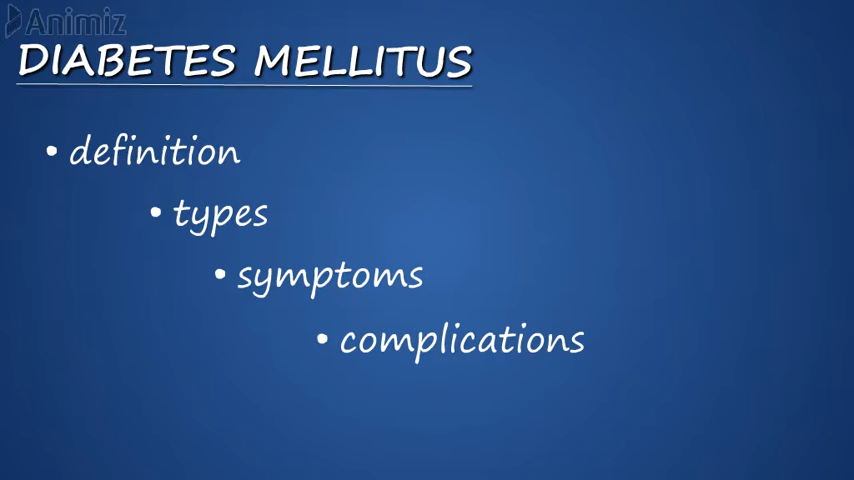 Animiz
DIABETES MELLITUS
• definition
• types
• symptoms
• complications